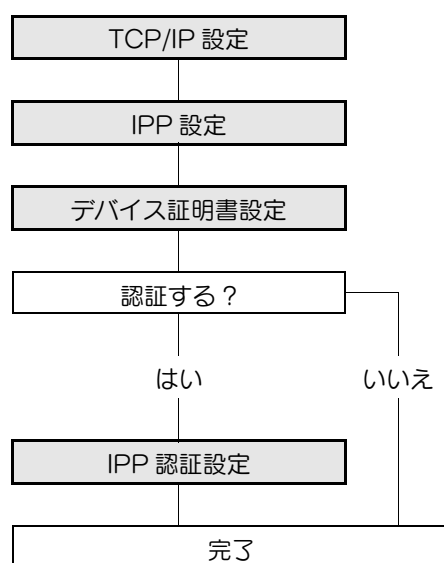 TCP/IP 設定
IPP 設定
デバイス証明書設定
認証する？
はい
いいえ
IPP 認証設定
完了